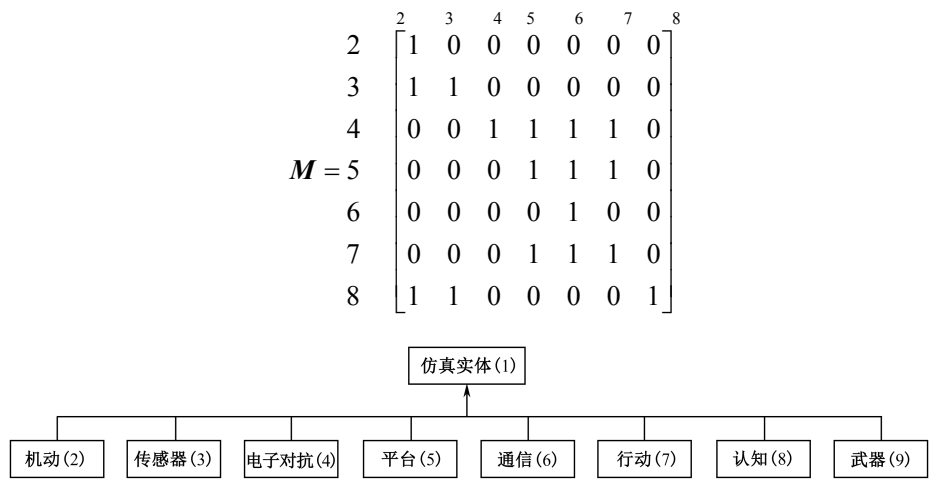 2 3 4 5 6 7 8
2 1 0 0 0 0 0 0
3 1 1 0 0 0 0 0
4 0 0 1 1 1 1 0
M = 5 0 0 0 1 1 1 0
6 0 0 0 0 1 0 0
7 0 0 0 1 1 1 0
8 1 1 0 0 0 0 1
仿真实体(1)
机动(2) 传感器(3) 电子对抗(4) 平台(5) 通信(6) 行动(7) 认知(8) 武器(9)